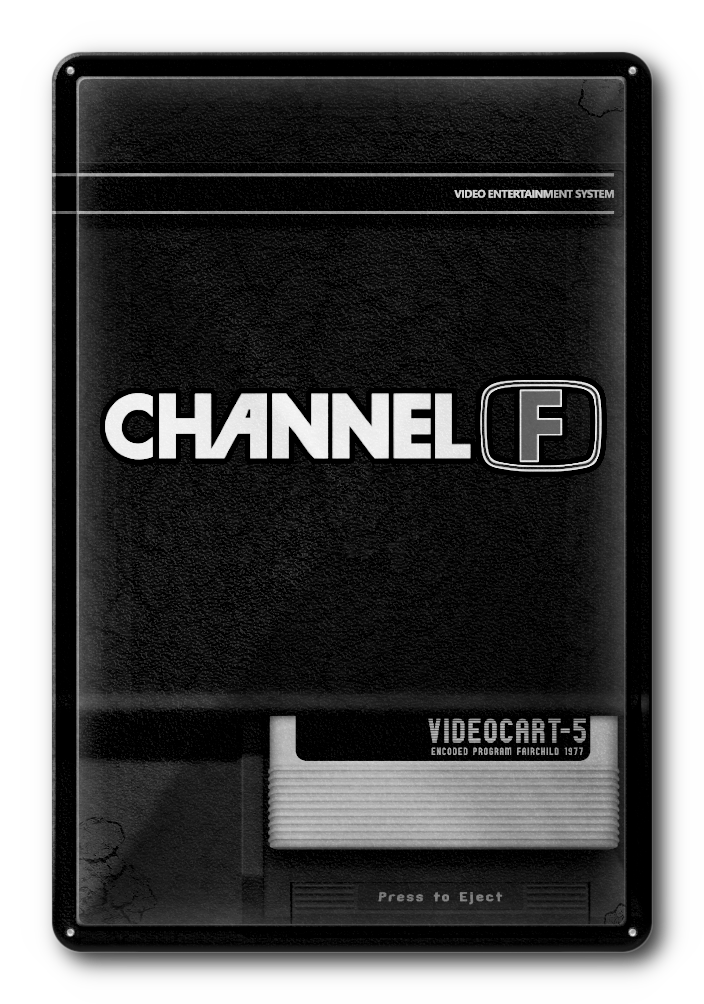 VIDEO ENTERTAINMENT SYSTEM
CHANNEL F
VIDEOCART-5
ENCODED PROGRAM FAIRCHILD 1977
Press to Eject